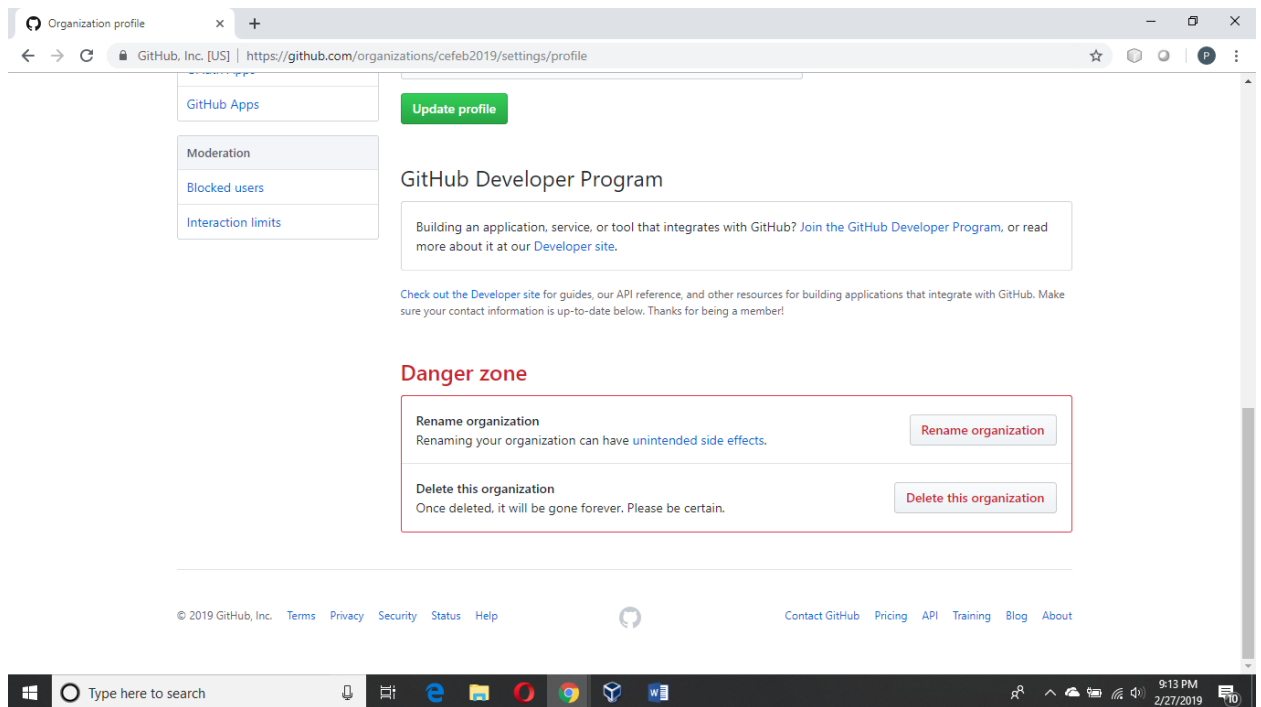 Organization profile
GitHub, Inc. [US] | https://github.com/organizations/cefeb2019/settings/profile
P
GitHub Apps
Update profile
Moderation
Blocked users
Interaction limits
GitHub Developer Program
Building an application, service, or tool that integrates with GitHub? Join the GitHub Developer Program, or read
more about it at our Developer site.
Check out the Developer site for guides, our API reference, and other resources for building applications that integrate with GitHub. Make
sure your contact information is up-to-date below. Thanks for being a member!
Danger zone
Rename organization
Renaming your organization can have unintended side effects.
Rename organization
Delete this organization
Once deleted, it will be gone forever. Please be certain.
Delete this organization
© 2019 GitHub, Inc. Terms Privacy Security Status Help Contact GitHub Pricing API Training Blog About
Type here to search
9:13 PM
2/27/2019
10